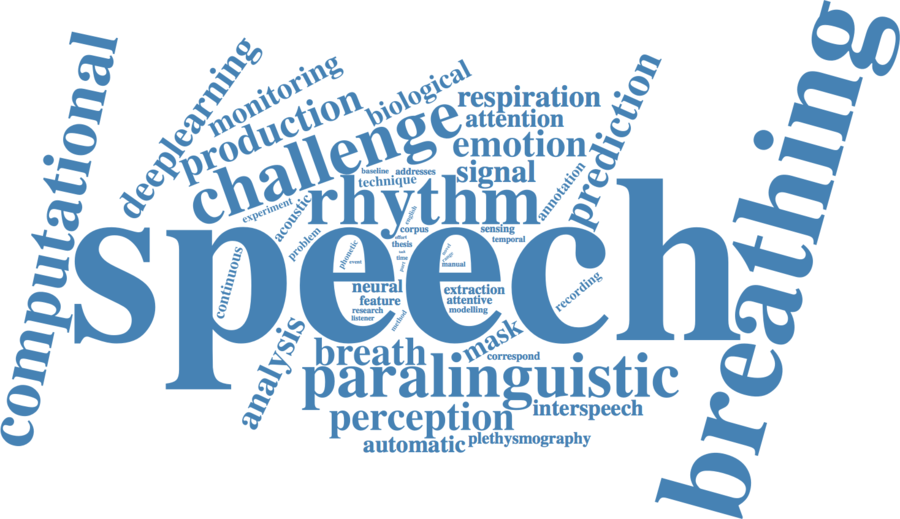 computational
deeplearning
monitoring
production
biological
challenge
respiration
attention
emotion
signal
prediction
breathing
baseline
addresses
technique
experiment
acoustic
rhythm
annotation
english
corpus
sensing
temporal
problem
effort
thesis
time
phonetic
event
manual
speech
continuous
neural
feature
research
listener
method
extraction
attentive
modelling
recording
analysis
breath
mask
correspond
paralinguistic
perception
interspeech
automatic
plethysmography